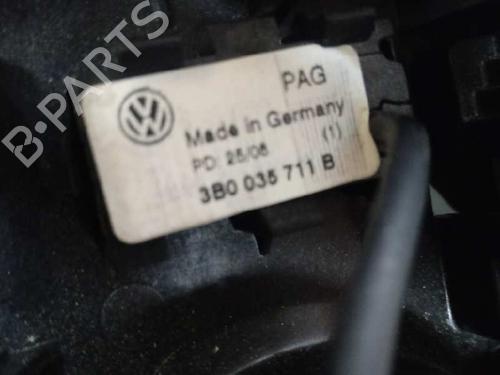 PAG
Made in Germany
(1)
PD: 25/06
3B0 035 711 B
B-PARTS